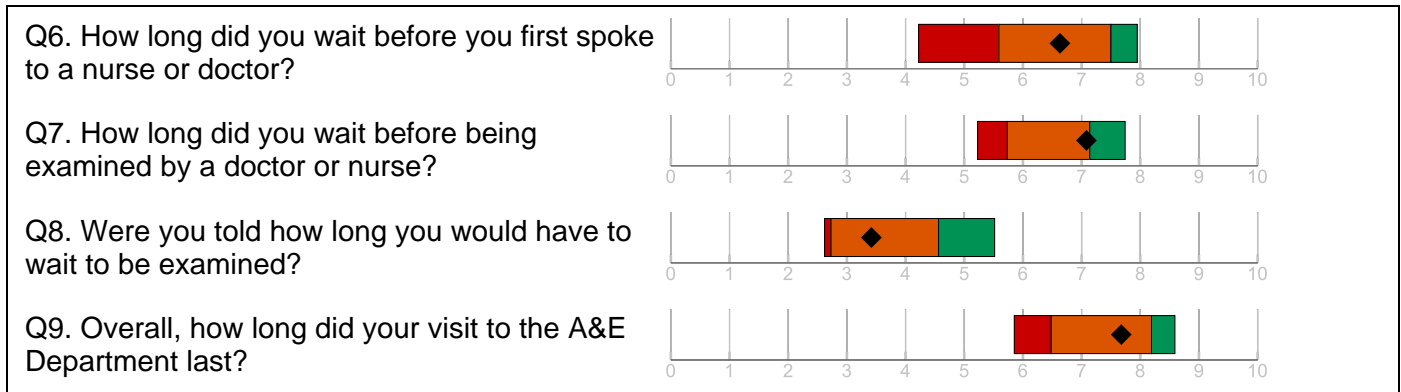 Q6. How long did you wait before you first spoke
to a nurse or doctor?
0 1 2 3 4 5 6 7 8 9 10
Q7. How long did you wait before being
examined by a doctor or nurse?
0 1 2 3 4 5 6 7 8 9 10
Q8. Were you told how long you would have to
wait to be examined?
0 1 2 3 4 5 6 7 8 9 10
Q9. Overall, how long did your visit to the A&E
Department last?
0 1 2 3 4 5 6 7 8 9 10